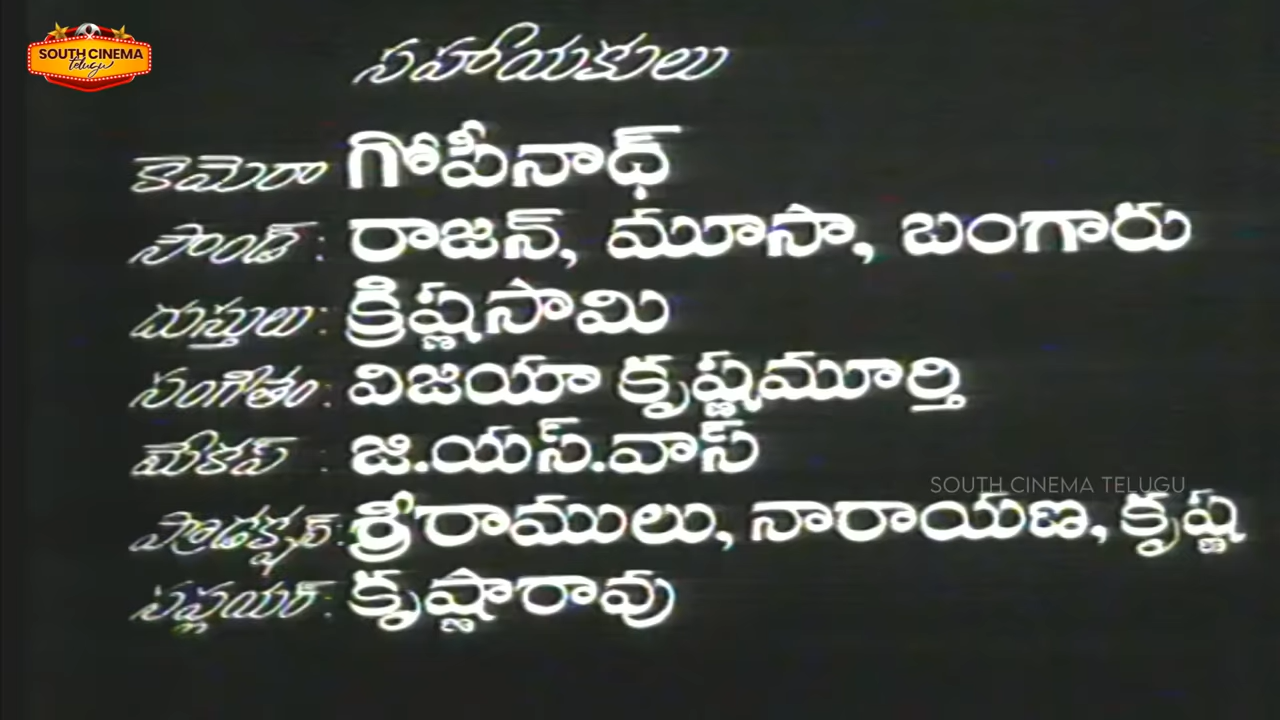 SOUTH CINEMA
telugu
సహాయకులు
కెమెరా గోపీనాథ్
సౌండ్ : రాజన్, మూసా, బంగారు
దుస్తులు : క్రిష్ణసామి
సంగీతం : విజయా కృష్ణమూర్తి
మేకప్ : జి.యస్.వాస్
SOUTH CINEMA TELUGU
ప్రొడక్షన్ : శ్రీరాములు, నారాయణ, కృష్ణ
సప్లయర్ : కృష్ణారావు